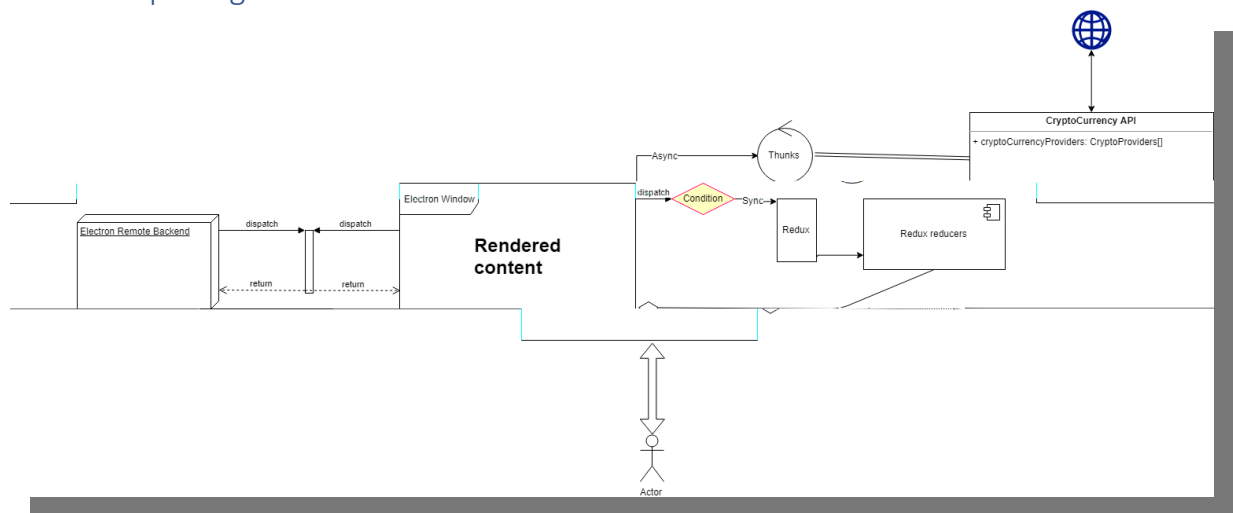 CryptoCurrency API
+ cryptoCurrencyProviders: CryptoProviders[]
Async
Thunks
dispatch
Condition
Sync
Redux
Redux reducers
Electron Window
Rendered
content
Electron Remote Backend
dispatch
dispatch
return
return
Actor